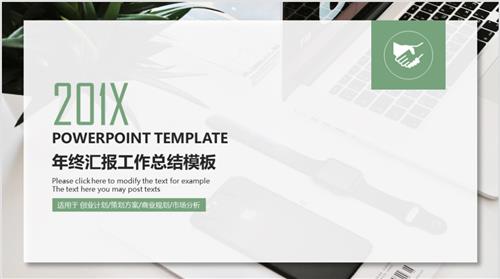 201X
POWERPOINT TEMPLATE
年终汇报工作总结模板
Please click here to modify the text for example
The text here you may post texts
适用于 创业计划/策划方案/商业规划/市场分析